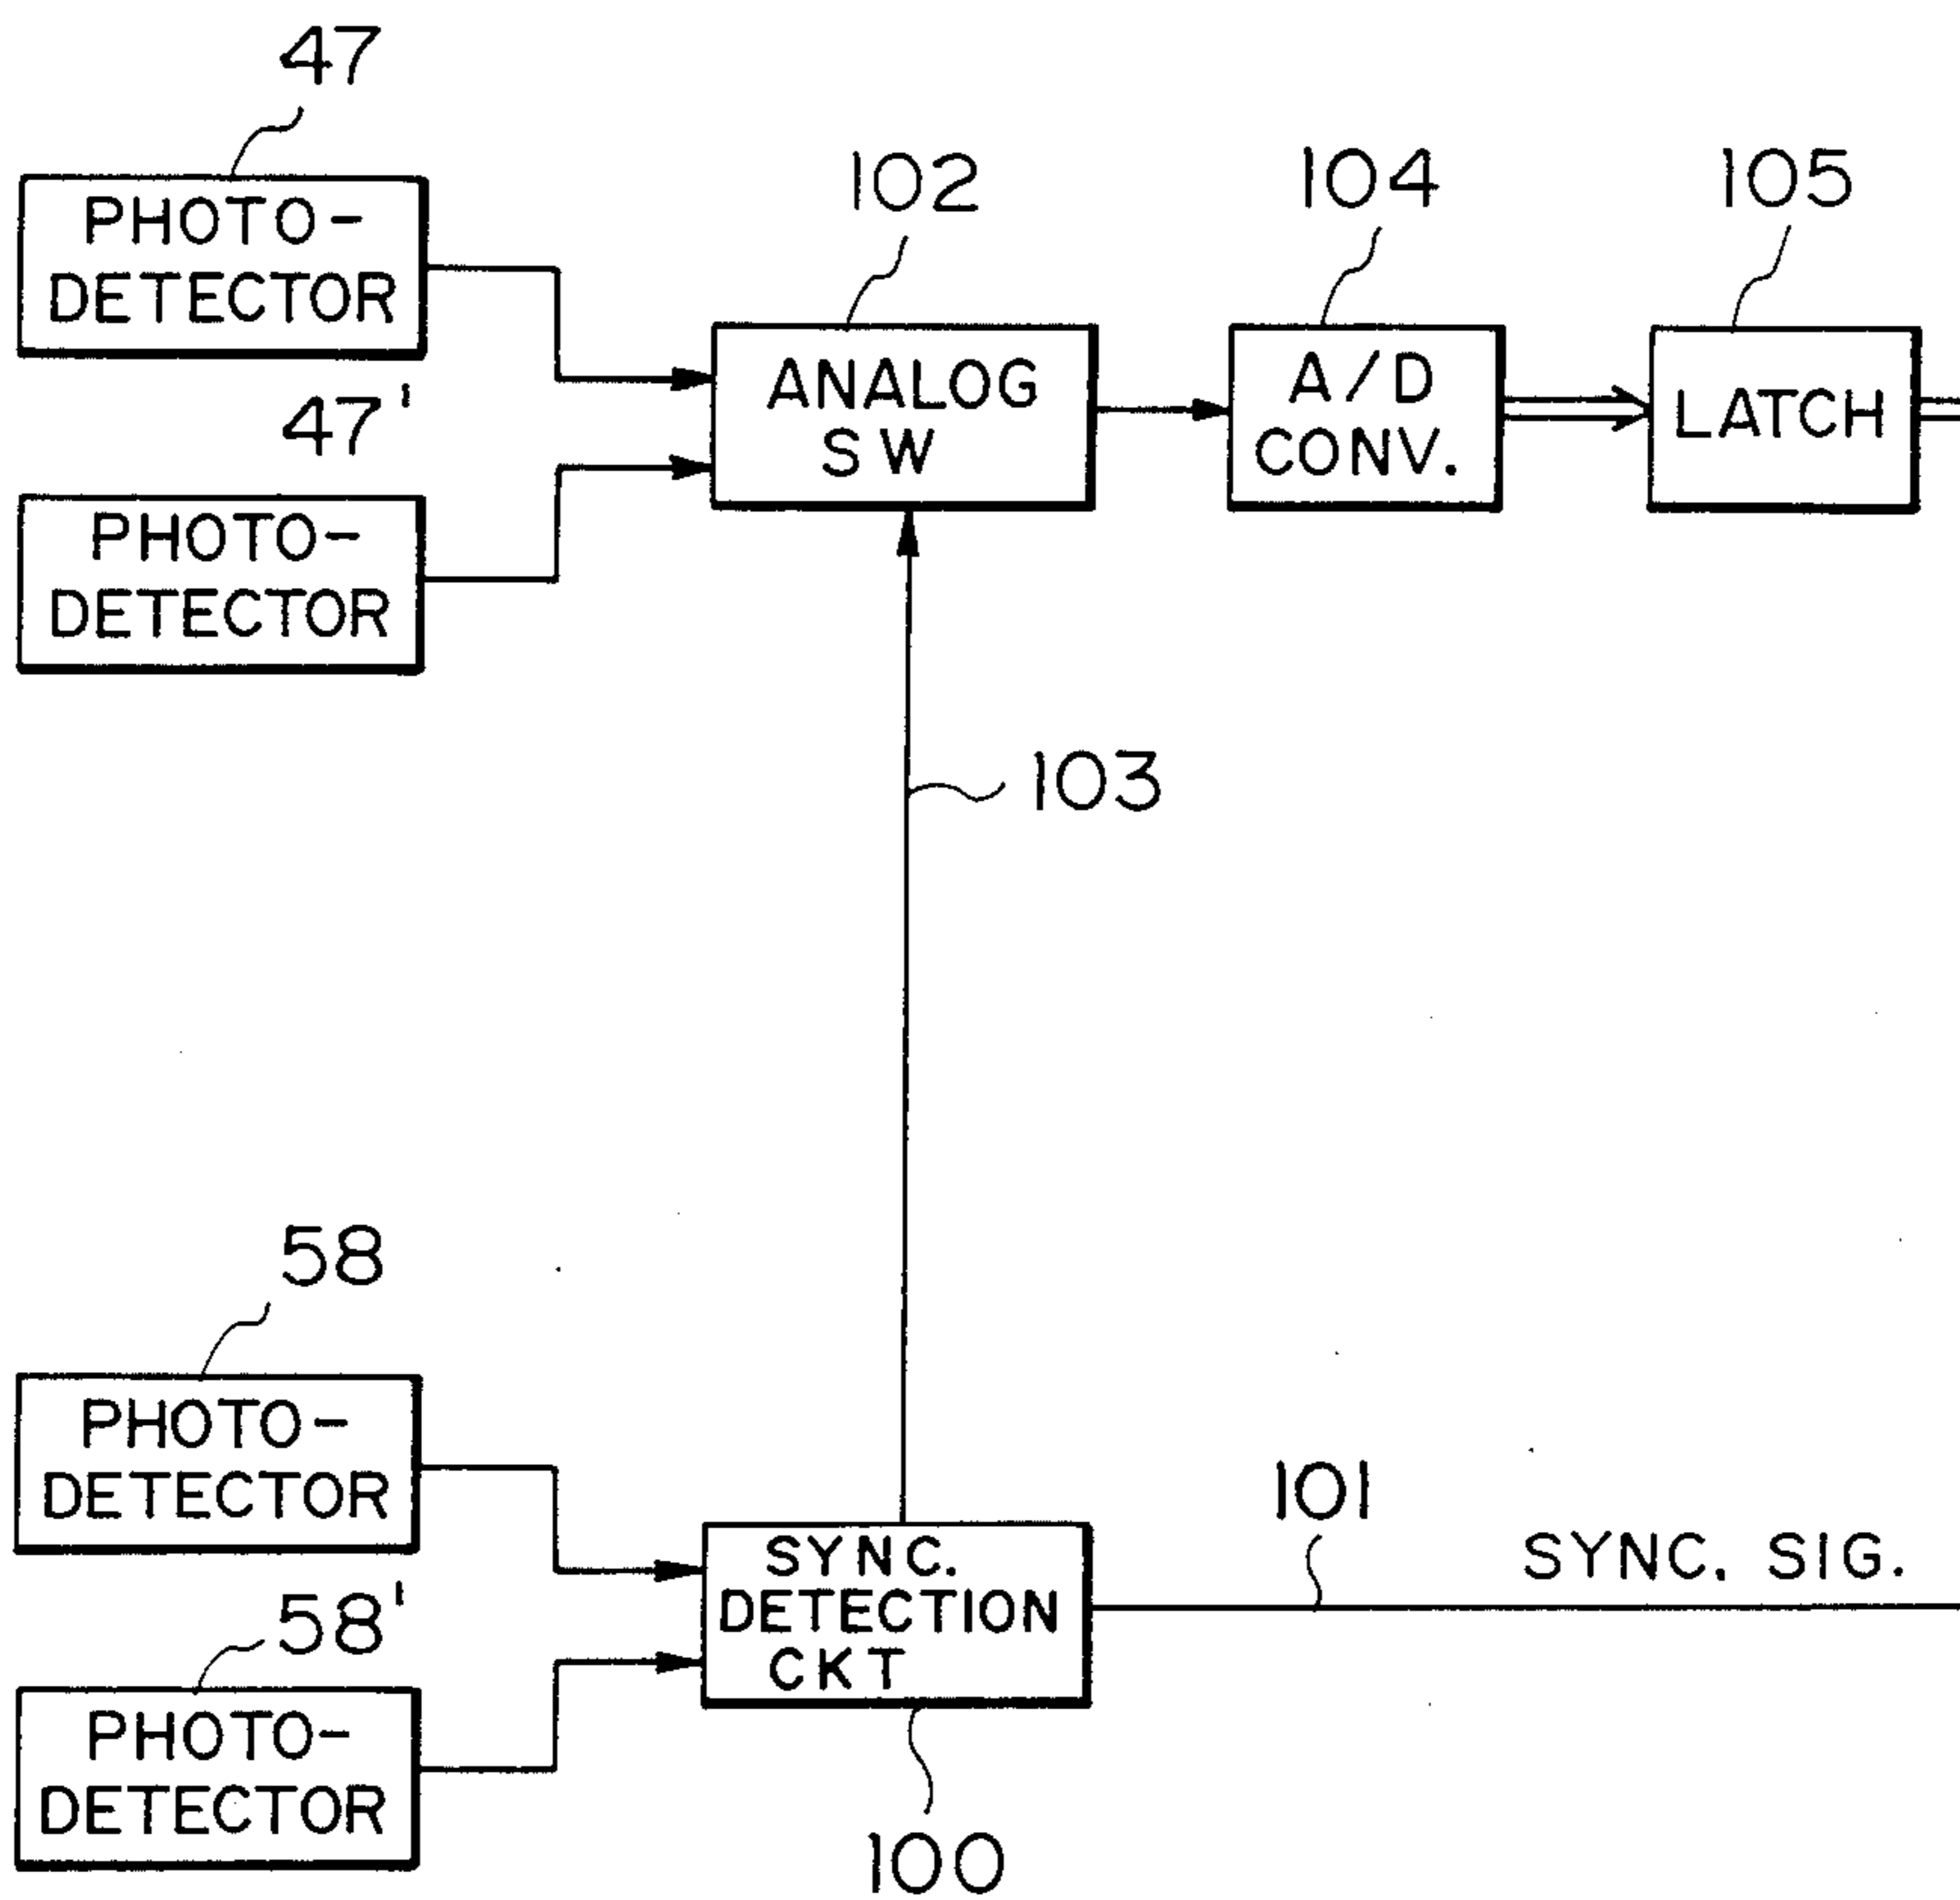 47
PHOTO-
DETECTOR
102
ANALOG
SW
104
A/D
CONV.
105
LATCH
47'
PHOTO-
DETECTOR
103
58
PHOTO-
DETECTOR
58'
PHOTO-
DETECTOR
SYNC.
DETECTION
CKT
100
101
SYNC. SIG.